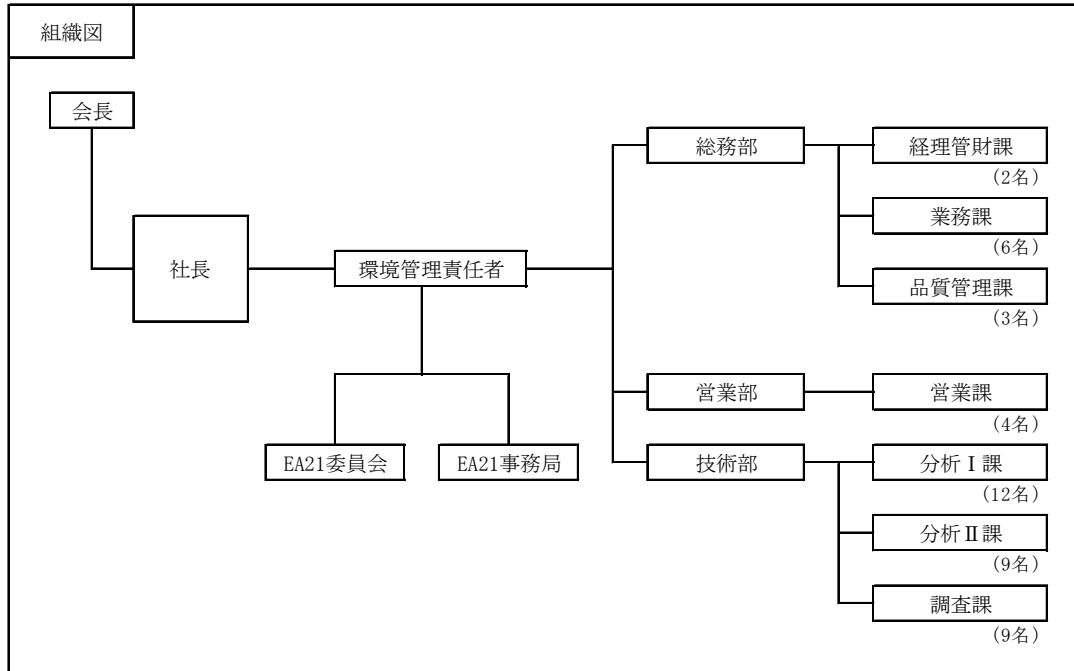 組織図
会長
社長
環境管理責任者
EA21委員会
EA21事務局
総務部
経理管財課
(2名)
業務課
(6名)
品質管理課
(3名)
営業部
営業課
(4名)
技術部
分析Ⅰ課
(12名)
分析Ⅱ課
(9名)
調査課
(9名)